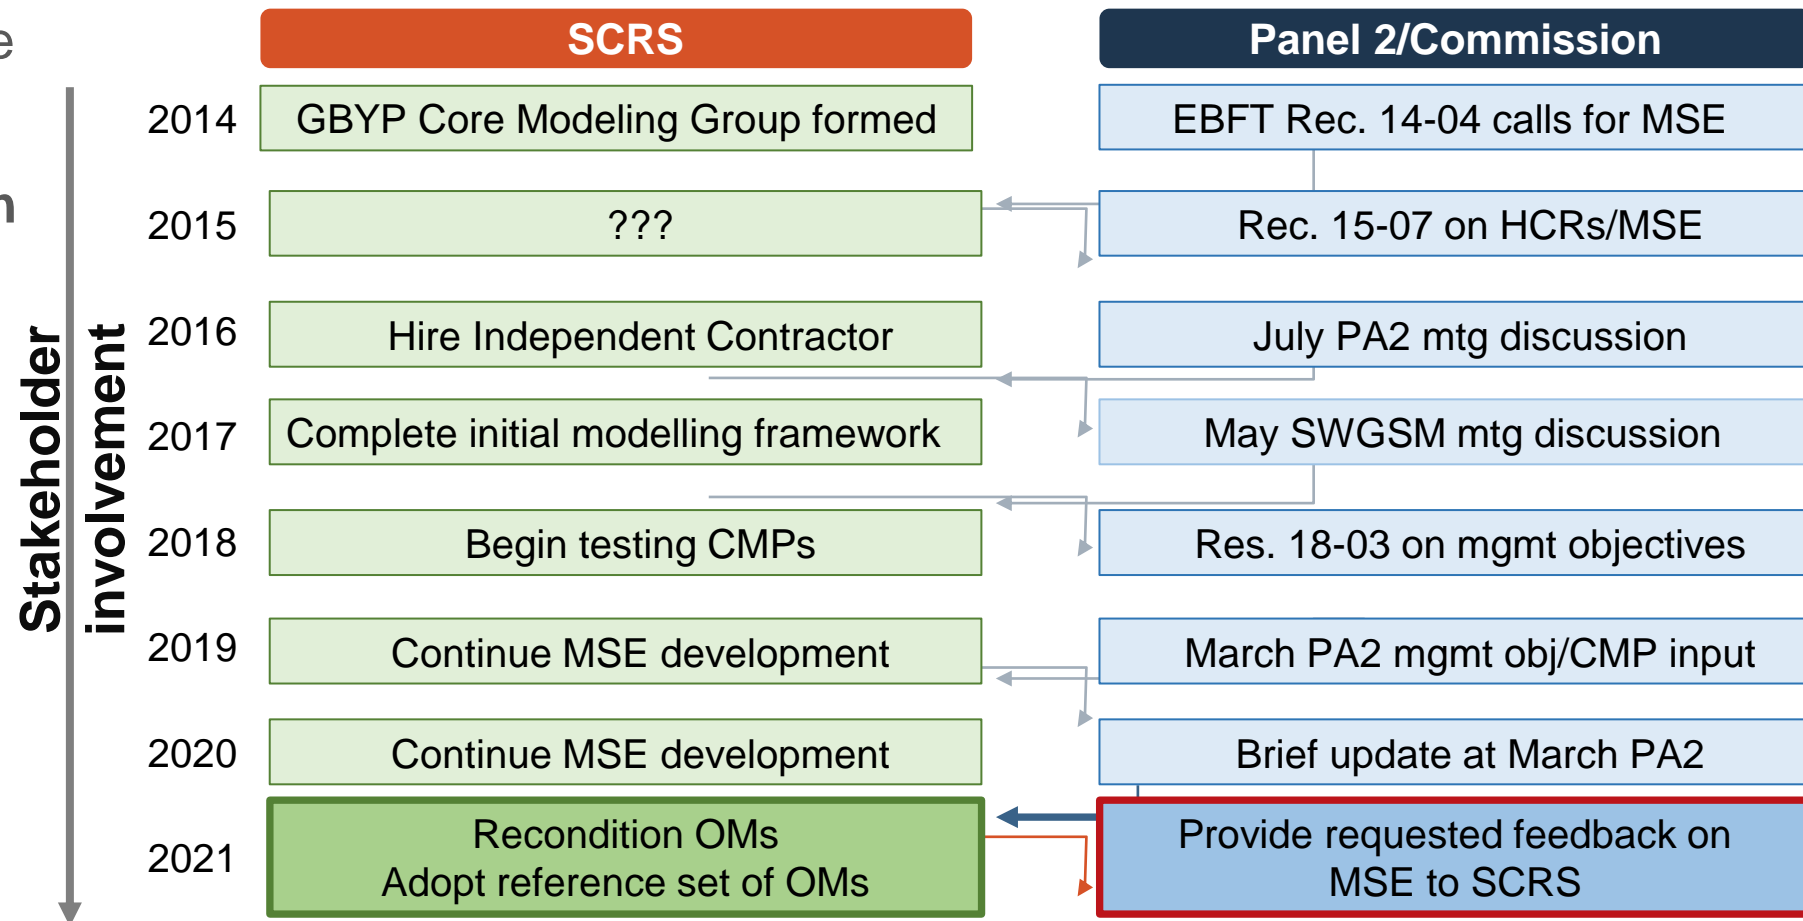 e
SCRS
Panel 2/Commission
2014
GBYP Core Modeling Group formed
EBFT Rec. 14-04 calls for MSE
n
2015
???
Rec. 15-07 on HCRs/MSE
Stakeholder
involvement
2016
Hire Independent Contractor
July PA2 mtg discussion
2017
Complete initial modelling framework
May SWGSM mtg discussion
2018
Begin testing CMPs
Res. 18-03 on mgmt objectives
2019
Continue MSE development
March PA2 mgmt obj/CMP input
2020
Continue MSE development
Brief update at March PA2
2021
Recondition OMs
Adopt reference set of OMs
Provide requested feedback on
MSE to SCRS